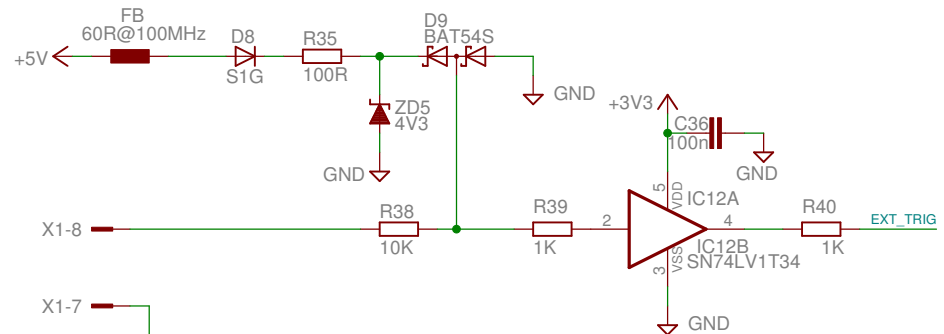 FB
60R@100MHz
+5V
D8
S1G
R35
100R
D9
BAT54S
GND
ZD5
4V3
GND
+3V3
C36
100n
GND
X1-8
R38
10K
R39
1K
2
5
VDD
IC12A
4
IC12B
SN74LV1T34
3
VSS
R40
1K
EXT_TRIG
X1-7
GND